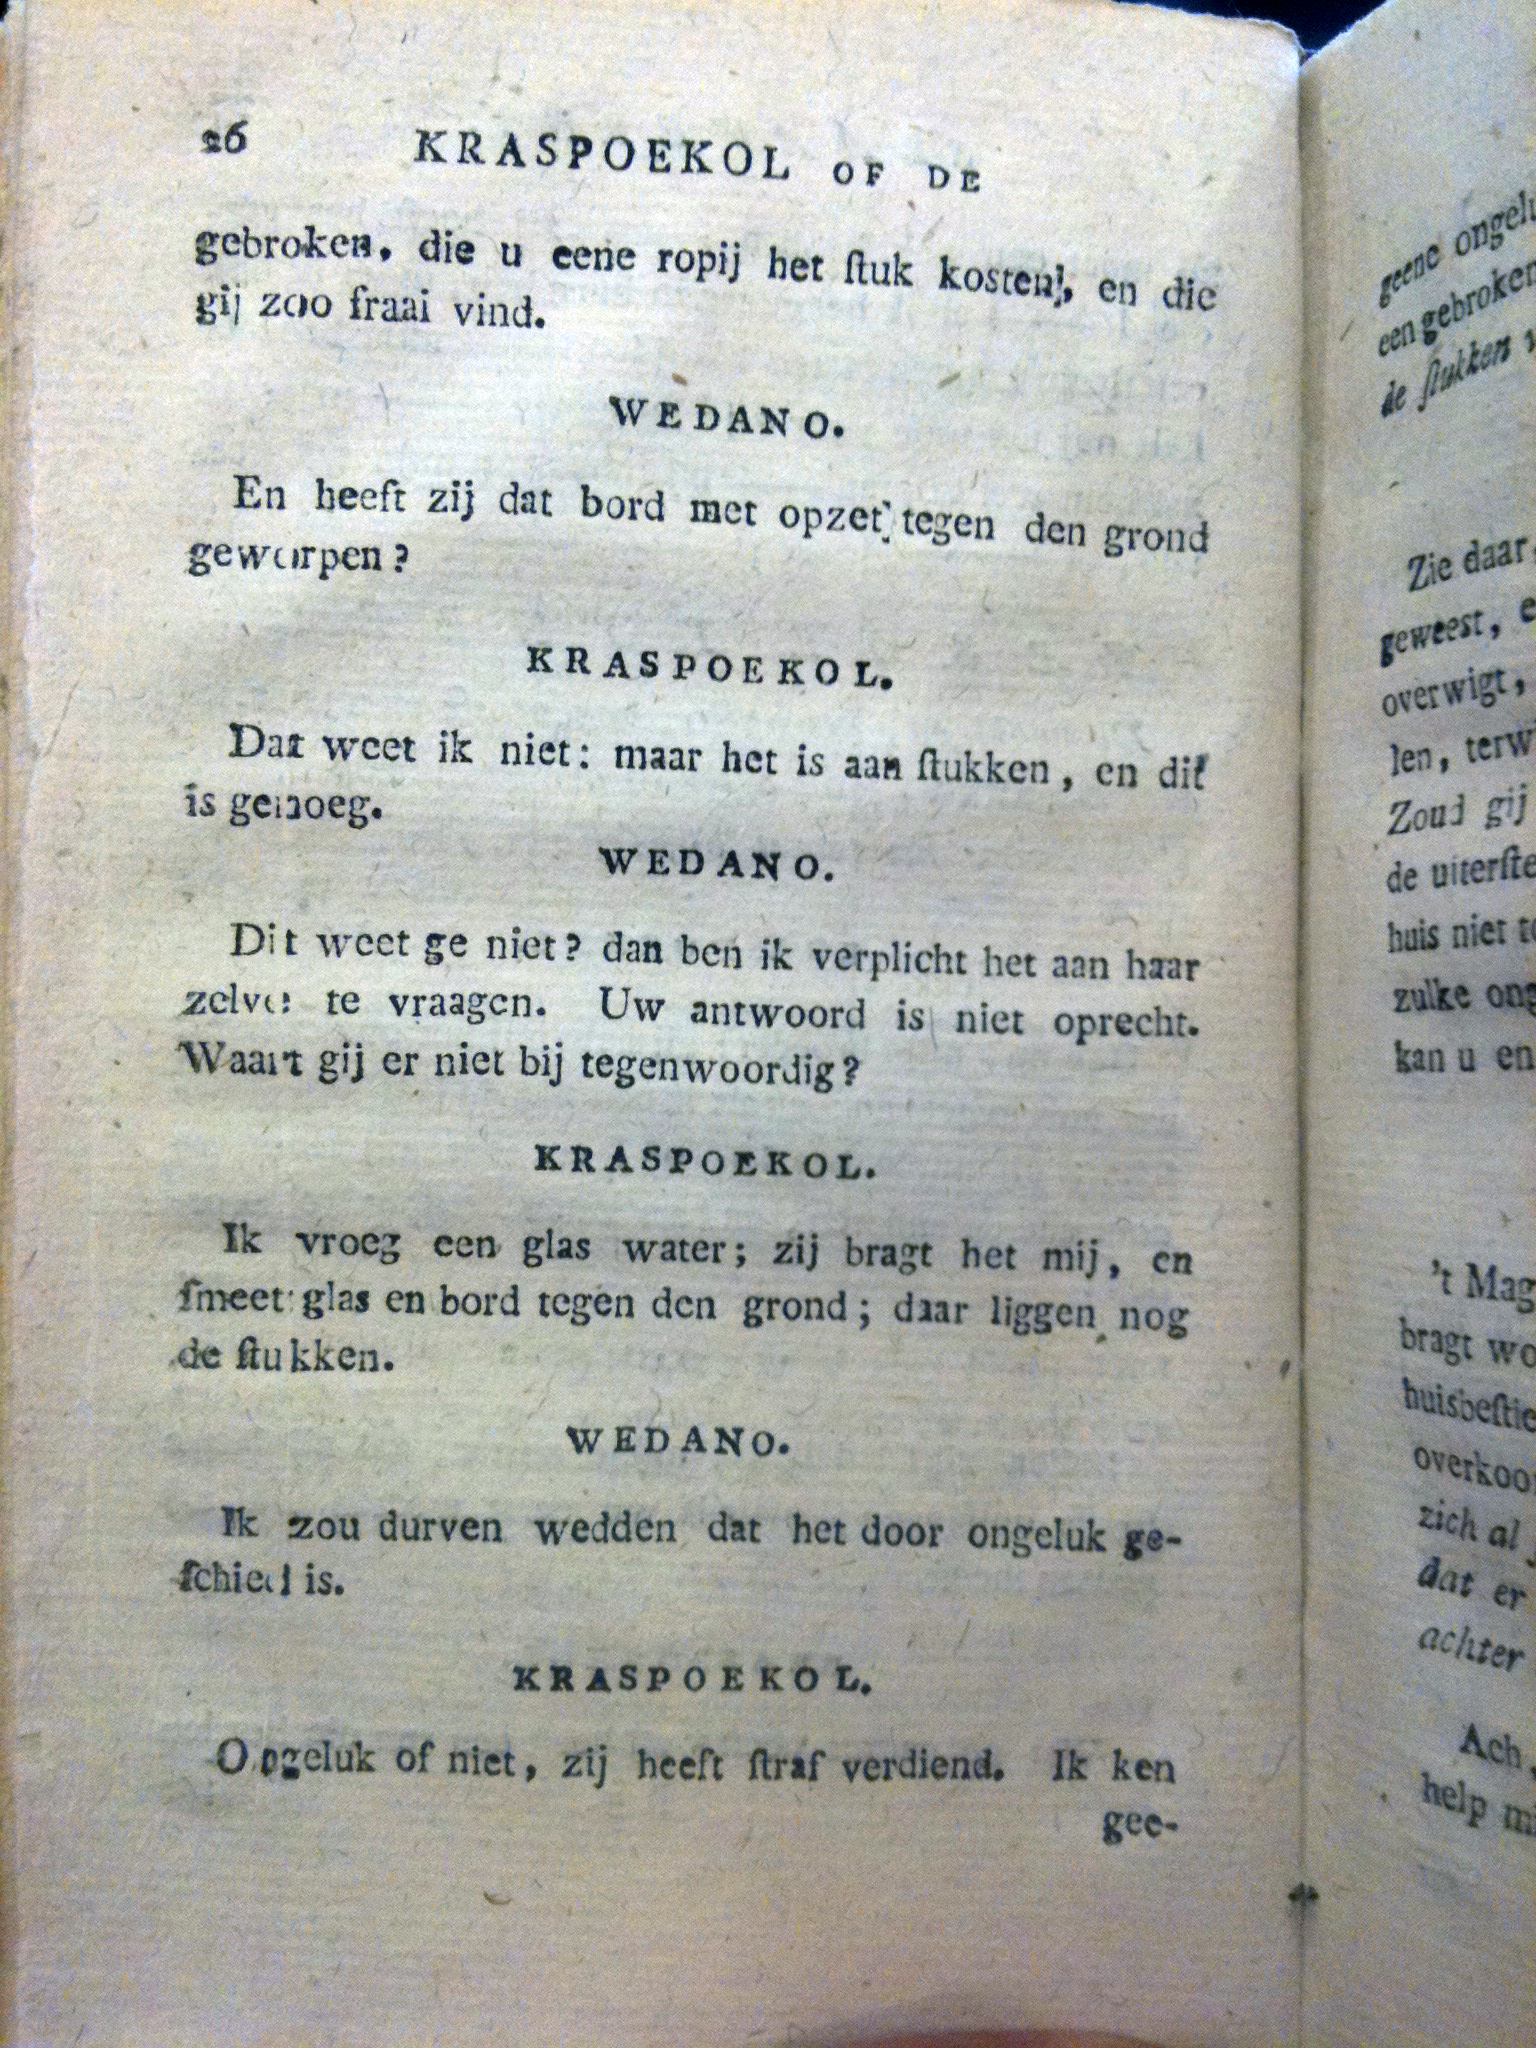 26 KRASPOEKOL OF DE
gebroken, die u eene ropij het ſtuk kosten, en die
gij zoo fraai vind.
WEDANO.
En heeft zij dat bord met opzet tegen den grond
geworpen?
KRASPOEKOL.
Dat weet ik niet: maar het is aan ſtukken, en dit
is genoeg.
WEDANO.
Dit weet ge niet? dan ben ik verplicht het aan haar
zelve te vraagen. Uw antwoord is niet oprecht.
Waart gij er niet bij tegenwoordig?
KRASPOEKOL.
Ik vroeg een glas water; zij bragt het mij, en
ſmeet glas en bord tegen den grond; daar liggen nog
de ſtukken.
WEDANO.
Ik zou durven wedden dat het door ongeluk ge-
ſchied is.
KRASPOEKOL.
Ongeluk of niet, zij heeft ſtraf verdiend. Ik ken
gee-
geene
een gebroken
de ſtukken
Zie daar,
geweest,
overwigt,
len,
Zoud gij
de uiterſte
huis niet
zulke
kan u en
't
bragt
zich al
dat er
achter
Ach,
help